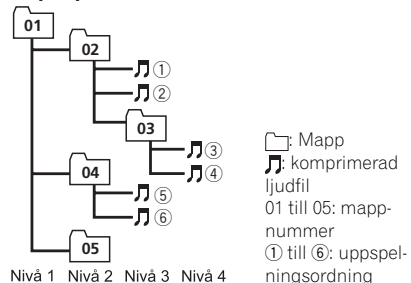 01
02
①
②
03
③
④
04
⑤
⑥
05
Nivå 1 Nivå 2 Nivå 3 Nivå 4
: Mapp
: komprimerad
ljudfil
01 till 05: mapp-
nummer
① till ⑥: uppspel-
ningsordning